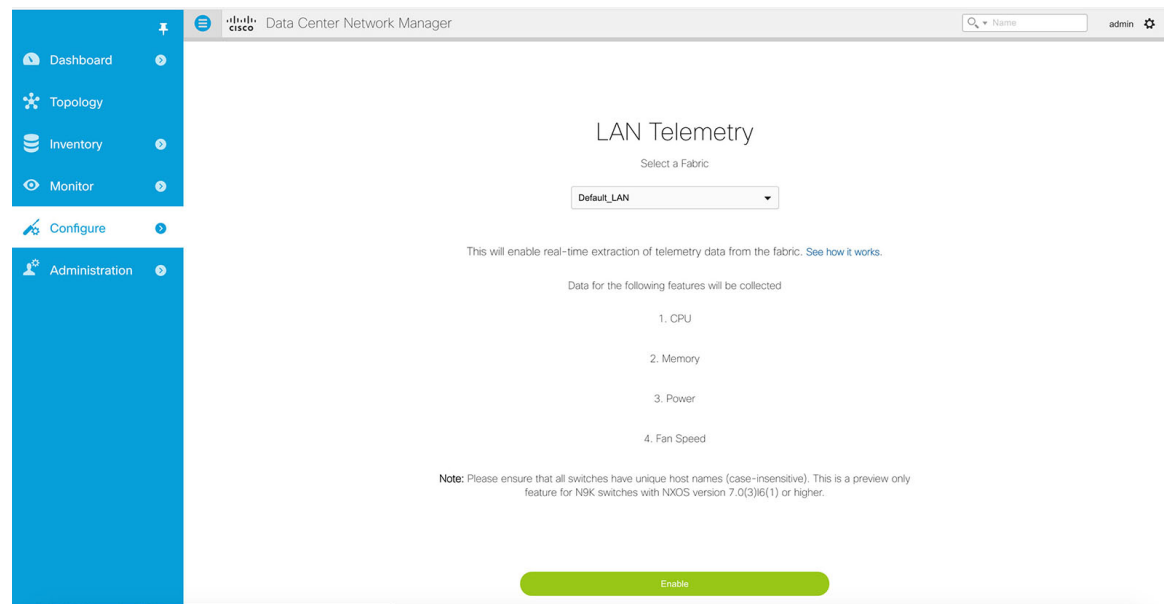 cisco Data Center Network Manager
Name
admin
Dashboard
Topology
Inventory
Monitor
Configure
Administration
LAN Telemetry
Select a Fabric
Default_LAN
This will enable real-time extraction of telemetry data from the fabric. See how it works.
Data for the following features will be collected
1. CPU
2. Memory
3. Power
4. Fan Speed
Note: Please ensure that all switches have unique host names (case-insensitive). This is a preview only
feature for N9K switches with NXOS version 7.0(3)I6(1) or higher.
Enable